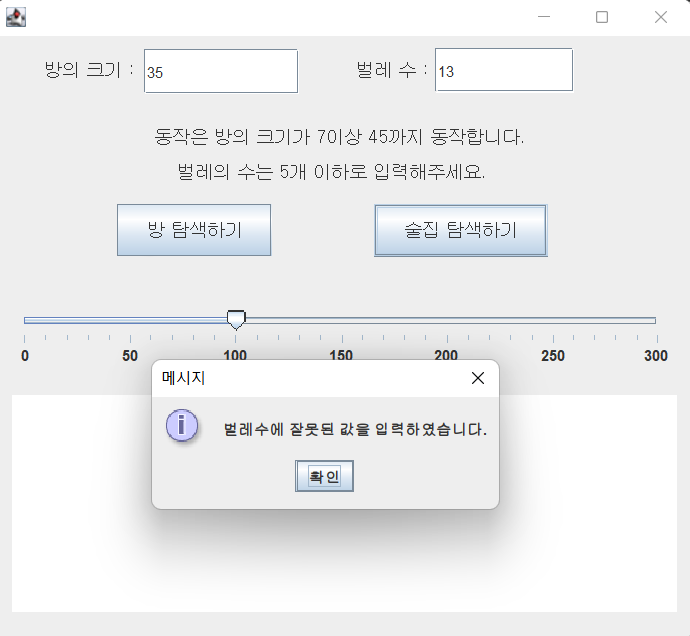 방의 크기 : 35 벌레 수 : 13
동작은 방의 크기가 7이상 45까지 동작합니다.
벌레의 수는 5개 이하로 입력해주세요.
방 탐색하기 술집 탐색하기
0 50 100 150 200 250 300
메시지
벌레수에 잘못된 값을 입력하였습니다.
확인